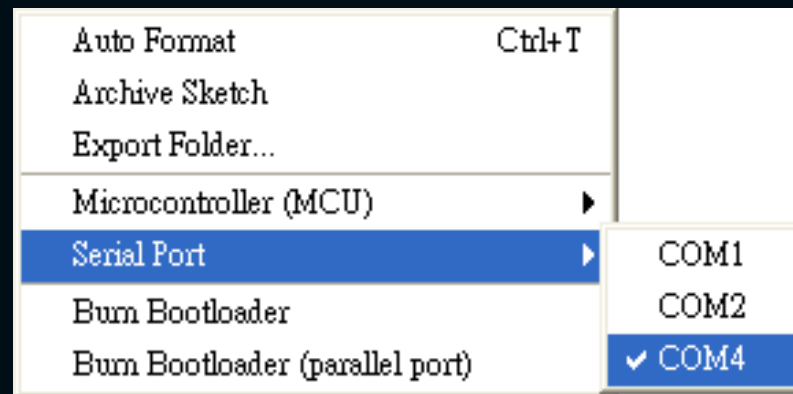 Auto Format Ctrl+T
Archive Sketch
Export Folder...
Microcontroller (MCU)
Serial Port
Burn Bootloader
Burn Bootloader (parallel port)
COM1
COM2
COM4